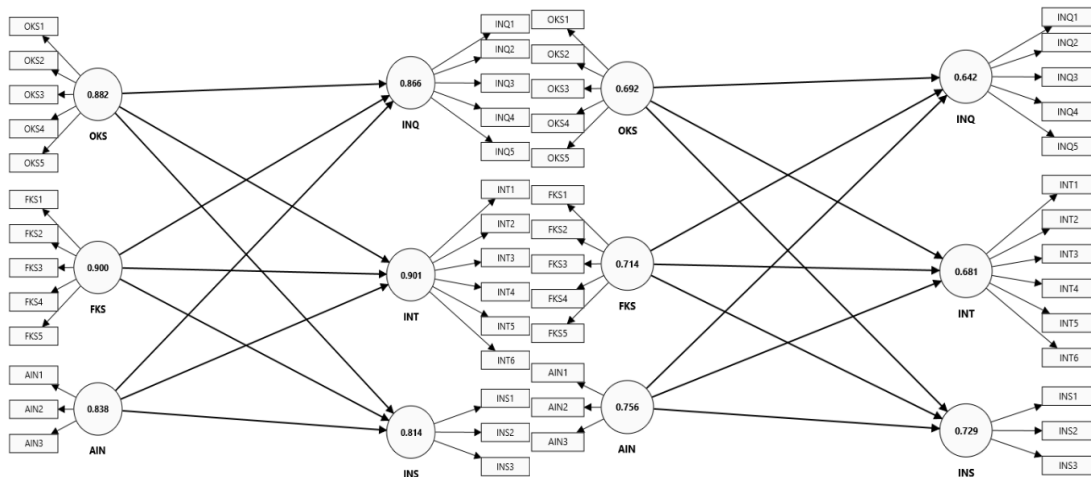 OKS1
OKS2
OKS3
OKS4
OKS5
0.882
OKS
FKS1
FKS2
FKS3
FKS4
FKS5
0.900
FKS
AIN1
AIN2
AIN3
0.838
AIN
INQ1
INQ2
INQ3
INQ4
INQ5
0.866
INQ
INT1
INT2
INT3
INT4
INT5
INT6
0.901
INT
INS1
INS2
INS3
0.814
INS
OKS1
OKS2
OKS3
OKS4
OKS5
0.692
OKS
FKS1
FKS2
FKS3
FKS4
FKS5
0.714
FKS
AIN1
AIN2
AIN3
0.756
AIN
INQ1
INQ2
INQ3
INQ4
INQ5
0.642
INQ
INT1
INT2
INT3
INT4
INT5
INT6
0.681
INT
INS1
INS2
INS3
0.729
INS